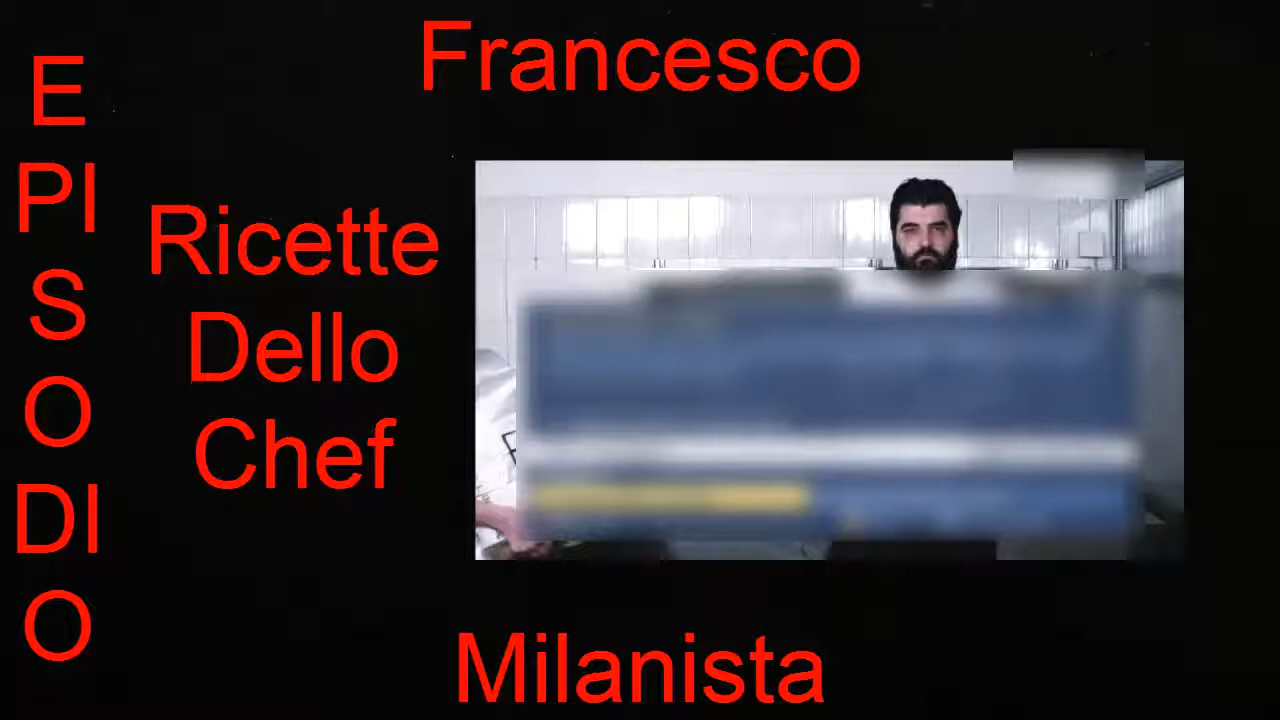 Francesco
EPISODIO
Ricette
Dello
Chef
Milanista